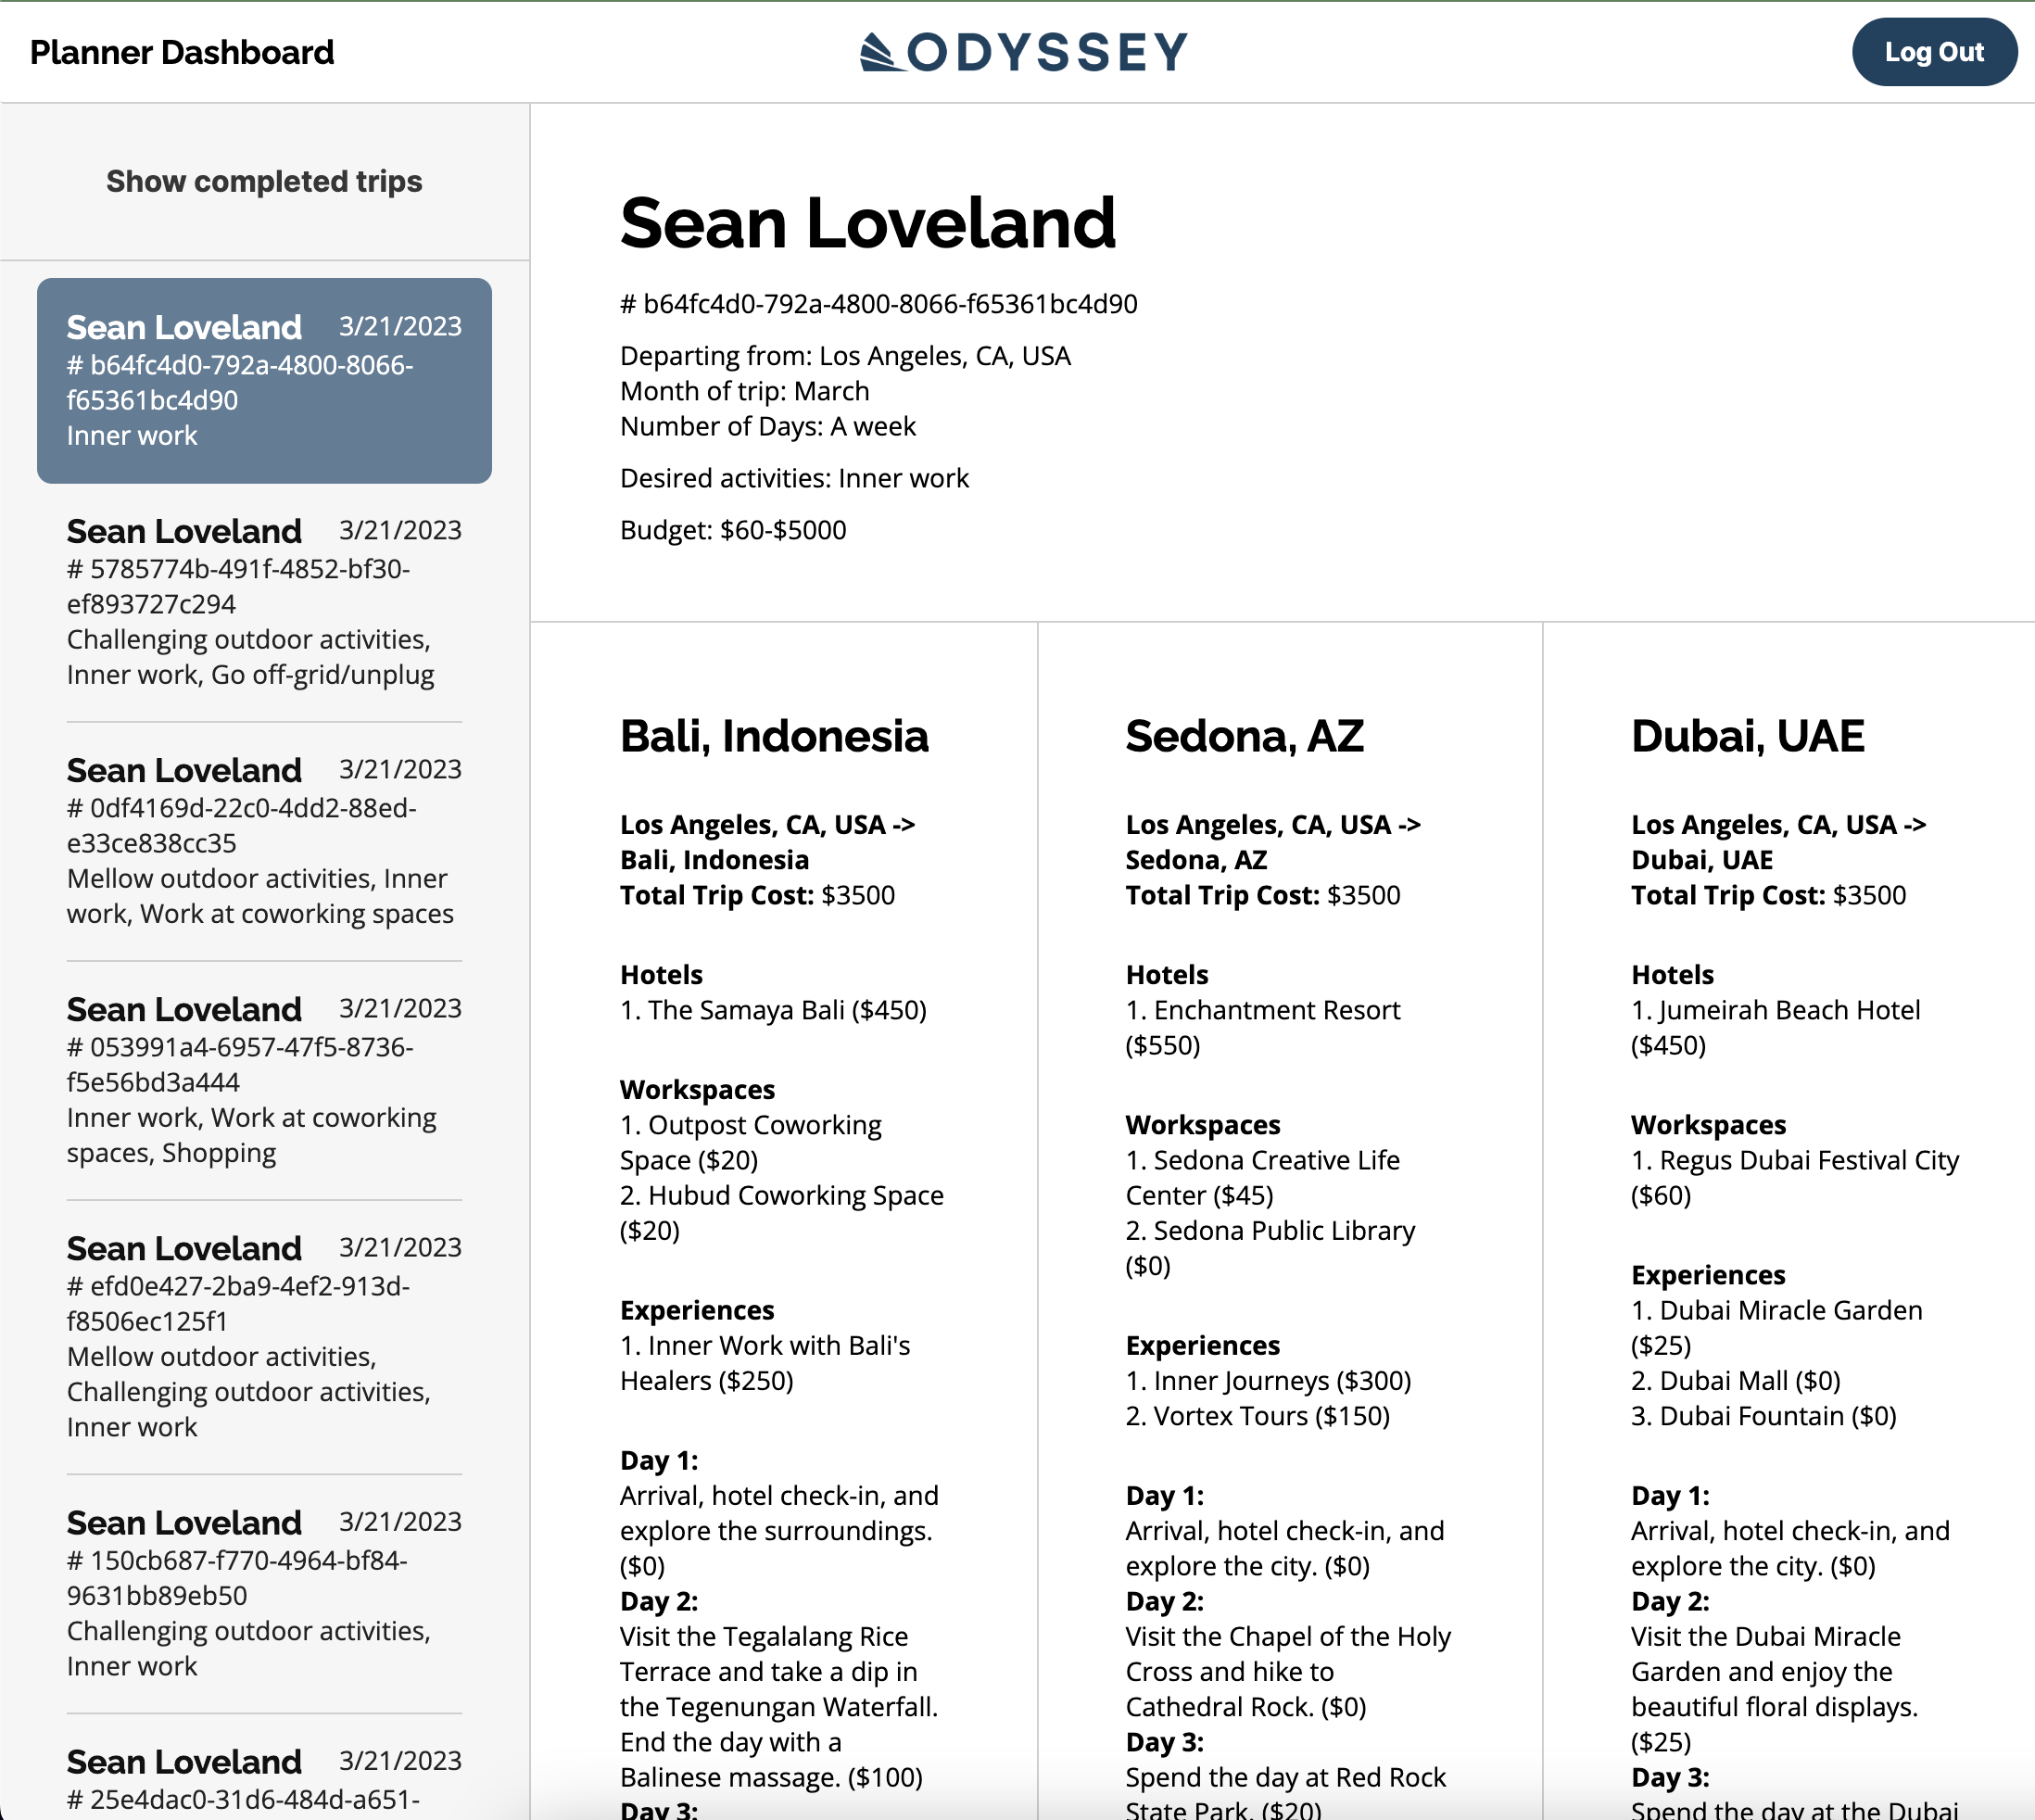 Planner Dashboard
ODYSSEY
Log Out
Show completed trips
Sean Loveland 3/21/2023
# b64fc4d0-792a-4800-8066-
f65361bc4d90
Inner work
Sean Loveland 3/21/2023
# 5785774b-491f-4852-bf30-
ef893727c294
Challenging outdoor activities,
Inner work, Go off-grid/unplug
Sean Loveland 3/21/2023
# 0df4169d-22c0-4dd2-88ed-
e33ce838cc35
Mellow outdoor activities, Inner
work, Work at coworking spaces
Sean Loveland 3/21/2023
# 053991a4-6957-47f5-8736-
f5e56bd3a444
Inner work, Work at coworking
spaces, Shopping
Sean Loveland 3/21/2023
# efd0e427-2ba9-4ef2-913d-
f8506ec125f1
Mellow outdoor activities,
Challenging outdoor activities,
Inner work
Sean Loveland 3/21/2023
# 150cb687-f770-4964-bf84-
9631bb89eb50
Challenging outdoor activities,
Inner work
Sean Loveland 3/21/2023
# 25e4dac0-31d6-484d-a651-
Sean Loveland
# b64fc4d0-792a-4800-8066-f65361bc4d90
Departing from: Los Angeles, CA, USA
Month of trip: March
Number of Days: A week
Desired activities: Inner work
Budget: $60-$5000
Bali, Indonesia
Los Angeles, CA, USA ->
Bali, Indonesia
Total Trip Cost: $3500
Hotels
1. The Samaya Bali ($450)
Workspaces
1. Outpost Coworking
Space ($20)
2. Hubud Coworking Space
($20)
Experiences
1. Inner Work with Bali's
Healers ($250)
Day 1:
Arrival, hotel check-in, and
explore the surroundings.
($0)
Day 2:
Visit the Tegalalang Rice
Terrace and take a dip in
the Tegenungan Waterfall.
End the day with a
Balinese massage. ($100)
Day 3:
Sedona, AZ
Los Angeles, CA, USA ->
Sedona, AZ
Total Trip Cost: $3500
Hotels
1. Enchantment Resort
($550)
Workspaces
1. Sedona Creative Life
Center ($45)
2. Sedona Public Library
($0)
Experiences
1. Inner Journeys ($300)
2. Vortex Tours ($150)
Day 1:
Arrival, hotel check-in, and
explore the city. ($0)
Day 2:
Visit the Chapel of the Holy
Cross and hike to
Cathedral Rock. ($0)
Day 3:
Spend the day at Red Rock
State Park. ($20)
Dubai, UAE
Los Angeles, CA, USA ->
Dubai, UAE
Total Trip Cost: $3500
Hotels
1. Jumeirah Beach Hotel
($450)
Workspaces
1. Regus Dubai Festival City
($60)
Experiences
1. Dubai Miracle Garden
($25)
2. Dubai Mall ($0)
3. Dubai Fountain ($0)
Day 1:
Arrival, hotel check-in, and
explore the city. ($0)
Day 2:
Visit the Dubai Miracle
Garden and enjoy the
beautiful floral displays.
($25)
Day 3:
Spend the day at the Dubai